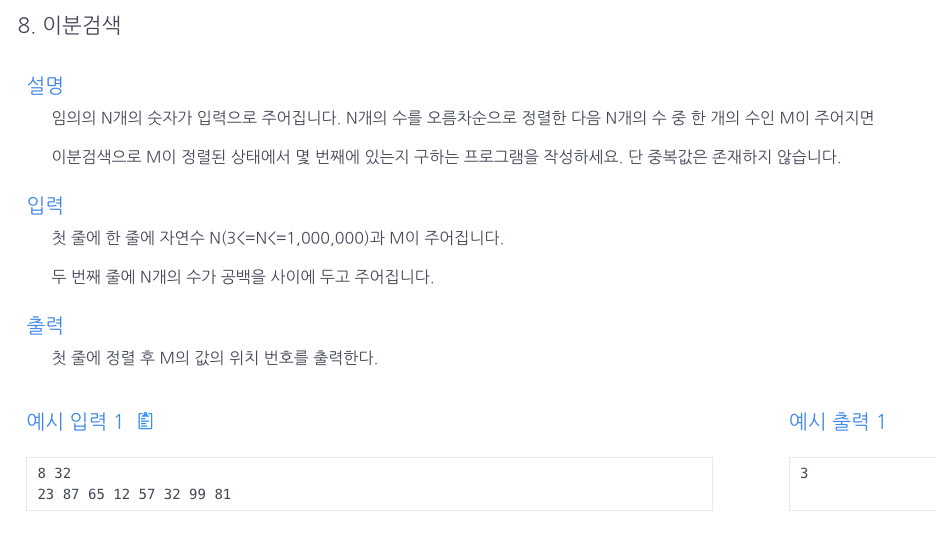 8. 이분검색
설명
임의의 N개의 숫자가 입력으로 주어집니다. N개의 수를 오름차순으로 정렬한 다음 N개의 수 중 한 개의 수인 M이 주어지면
이분검색으로 M이 정렬된 상태에서 몇 번째에 있는지 구하는 프로그램을 작성하세요. 단 중복값은 존재하지 않습니다.
입력
첫 줄에 한 줄에 자연수 N(3<=N<=1,000,000)과 M이 주어집니다.
두 번째 줄에 N개의 수가 공백을 사이에 두고 주어집니다.
출력
첫 줄에 정렬 후 M의 값의 위치 번호를 출력한다.
예시 입력 1
8 32
23 87 65 12 57 32 99 81
예시 출력 1
3